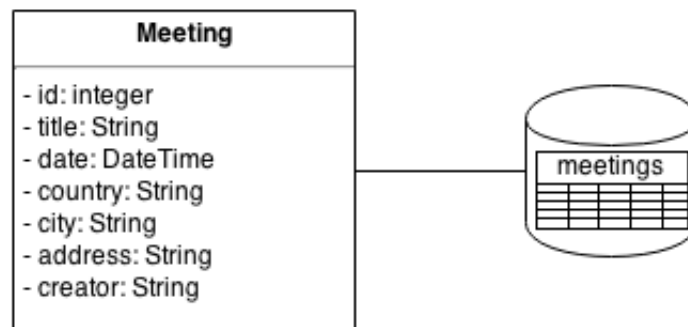 Meeting
- id: integer
- title: String
- date: DateTime
- country: String
- city: String
- address: String
- creator: String
meetings